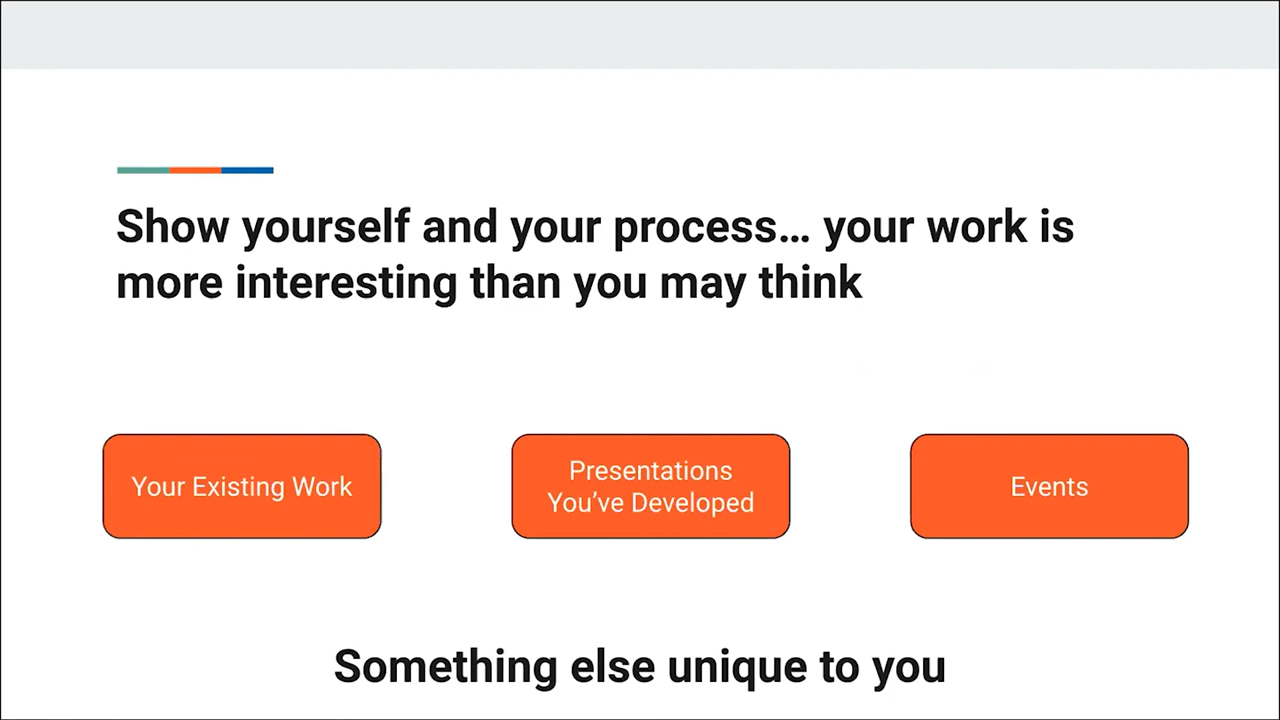 Show yourself and your process… your work is
more interesting than you may think
Your Existing Work
Presentations
You’ve Developed
Events
Something else unique to you